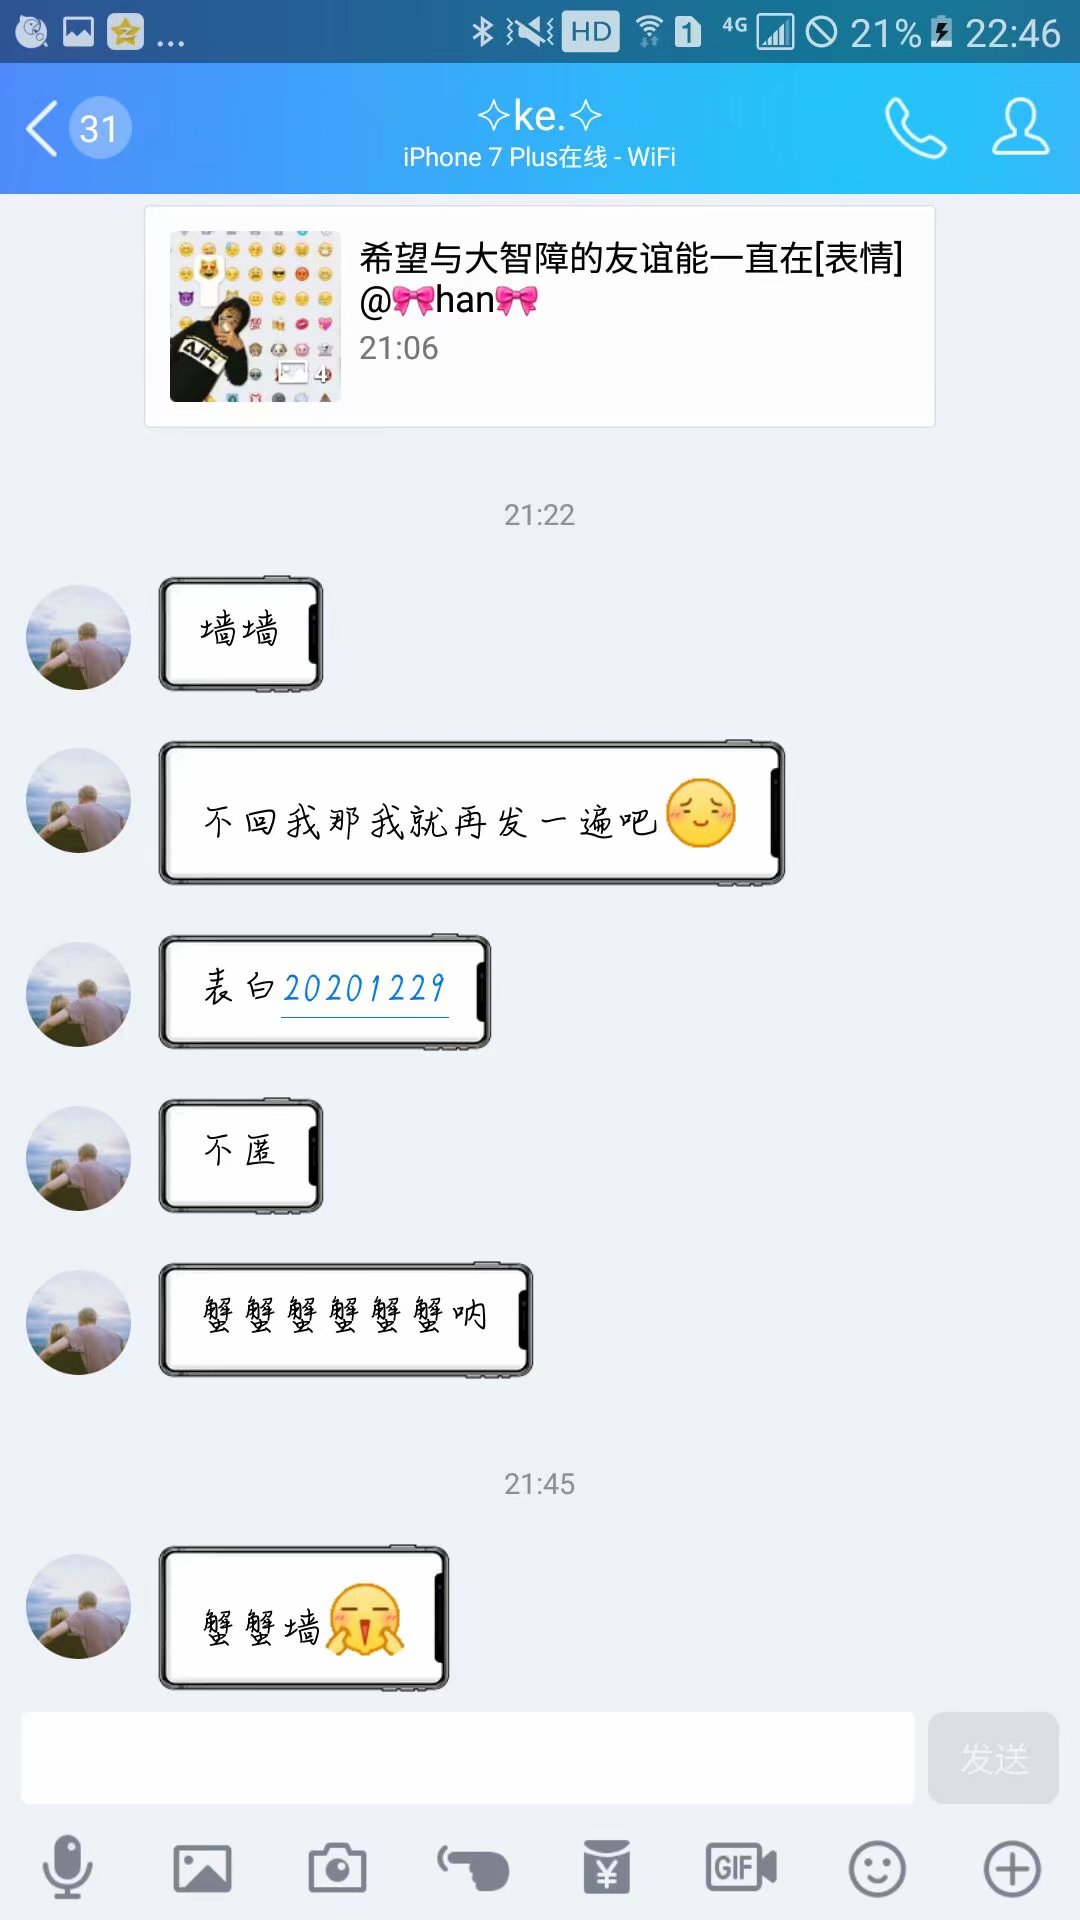 ... HD 1 4G 21% 22:46
31
✧ke.✧
iPhone 7 Plus在线 - WiFi
希望与大智障的友谊能一直在[表情]
@🎀han🎀
21:06
4
21:22
墙墙
不回我那我就再发一遍吧
表白20201229
不匿
蟹蟹蟹蟹蟹蟹呐
21:45
蟹蟹墙
发送
GIF